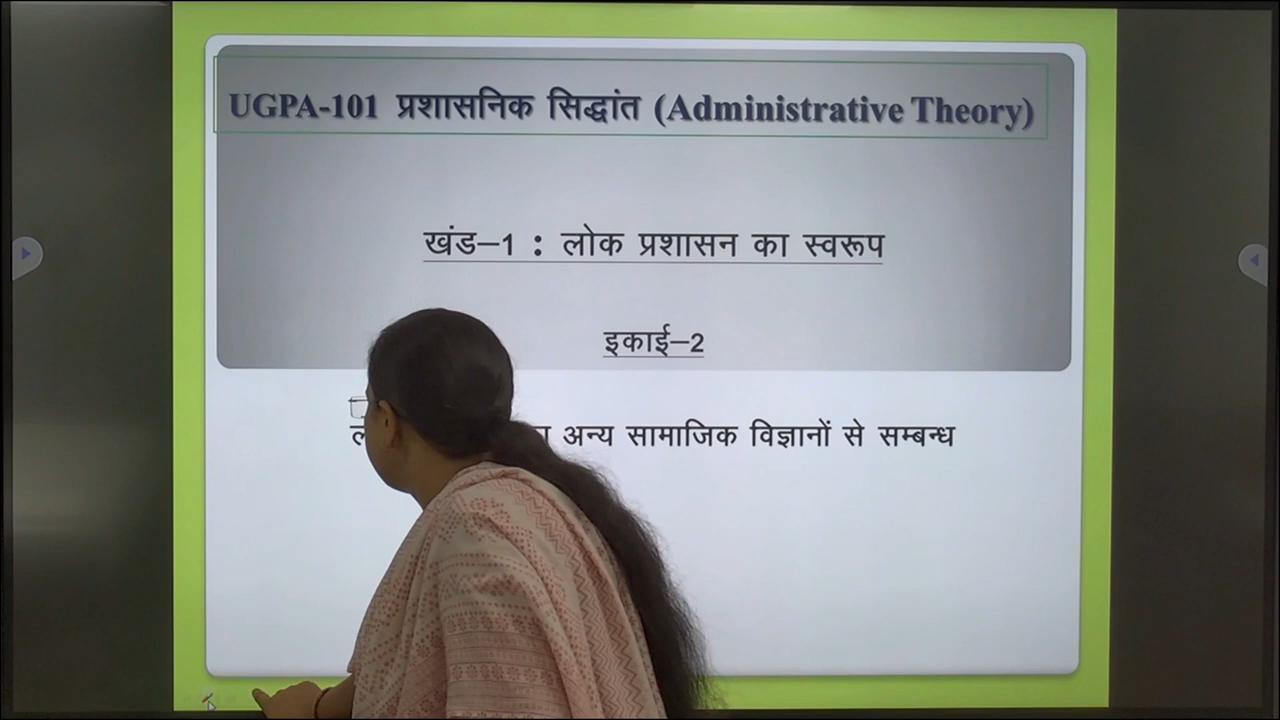 UGPA-101 प्रशासनिक सिद्धांत (Administrative Theory)
खंड–1 : लोक प्रशासन का स्वरूप
इकाई–2
अन्य सामाजिक विज्ञानों से सम्बन्ध